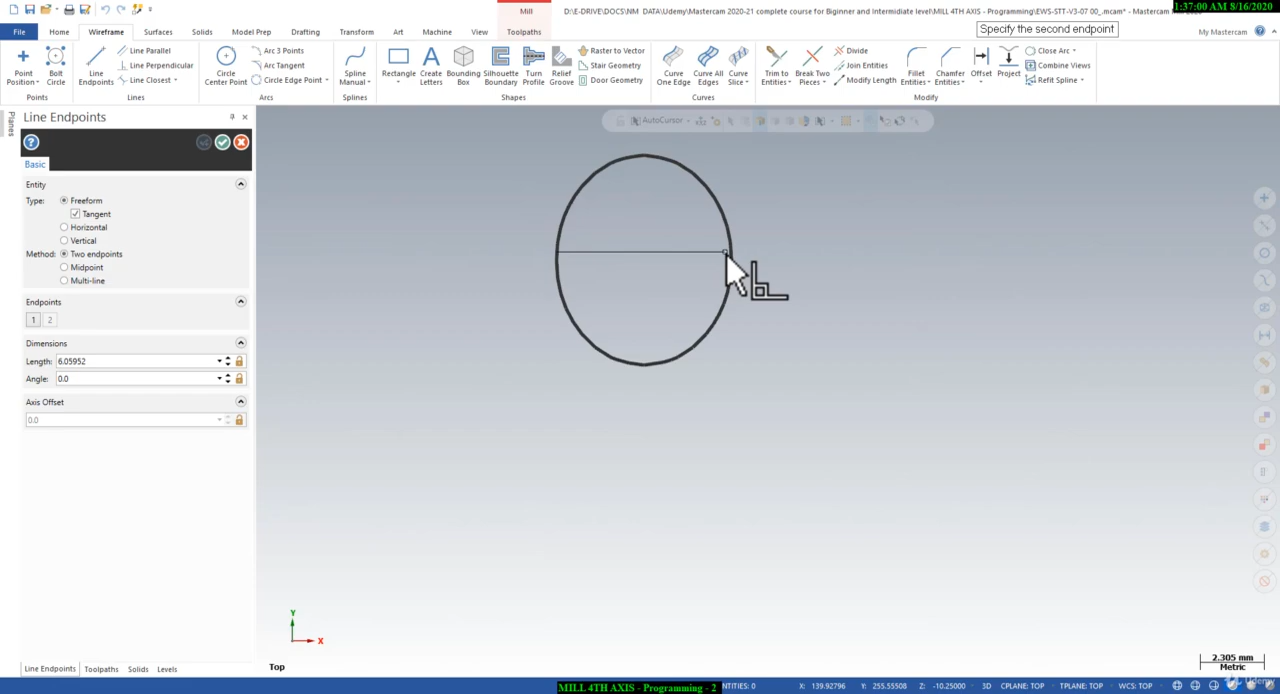 Mill
D:\E-DRIVE\DOCS\NM DATA\Udemy\Mastercam 2020-21 complete course for Biginner and Intermidiate level\MILL 4TH AXIS - Programming\EWS-STT-V3-07 00_.mcam* - Mastercam
1:37:00 AM 8/16/2020
File Home Wireframe Surfaces Solids Model Prep Drafting Transform Art Machine View Toolpaths
Specify the second endpoint
My Mastercam
Point Position
Bolt Circle
Points
Line Endpoints
Line Parallel
Line Perpendicular
Line Closest
Lines
Circle Center Point
Arc 3 Points
Arc Tangent
Circle Edge Point
Arcs
Spline Manual
Splines
Rectangle
Create Letters
Bounding Box
Silhouette Boundary
Turn Profile
Relief Groove
Raster to Vector
Stair Geometry
Door Geometry
Shapes
Curve One Edge
Curve All Edges
Curve Slice
Curves
Trim to Entities
Break Two Pieces
Divide
Join Entities
Modify Length
Fillet Entities
Chamfer Entities
Offset
Project
Close Arc
Combine Views
Refit Spline
Modify
Planes
Line Endpoints
AutoCursor
Basic
Entity
Type: Freeform
Tangent
Horizontal
Vertical
Method: Two endpoints
Midpoint
Multi-line
Endpoints
1 2
Dimensions
Length: 6.05952
Angle: 0.0
Axis Offset
0.0
Y
X
Top
2.305 mm
Metric
Udemy
Line Endpoints Toolpaths Solids Levels
MILL 4TH AXIS - Programming - 2
ENTITIES: 0 X: 139.92796 Y: 255.55508 Z: -10.25000 3D CPLANE: TOP TPLANE: TOP WCS: TOP